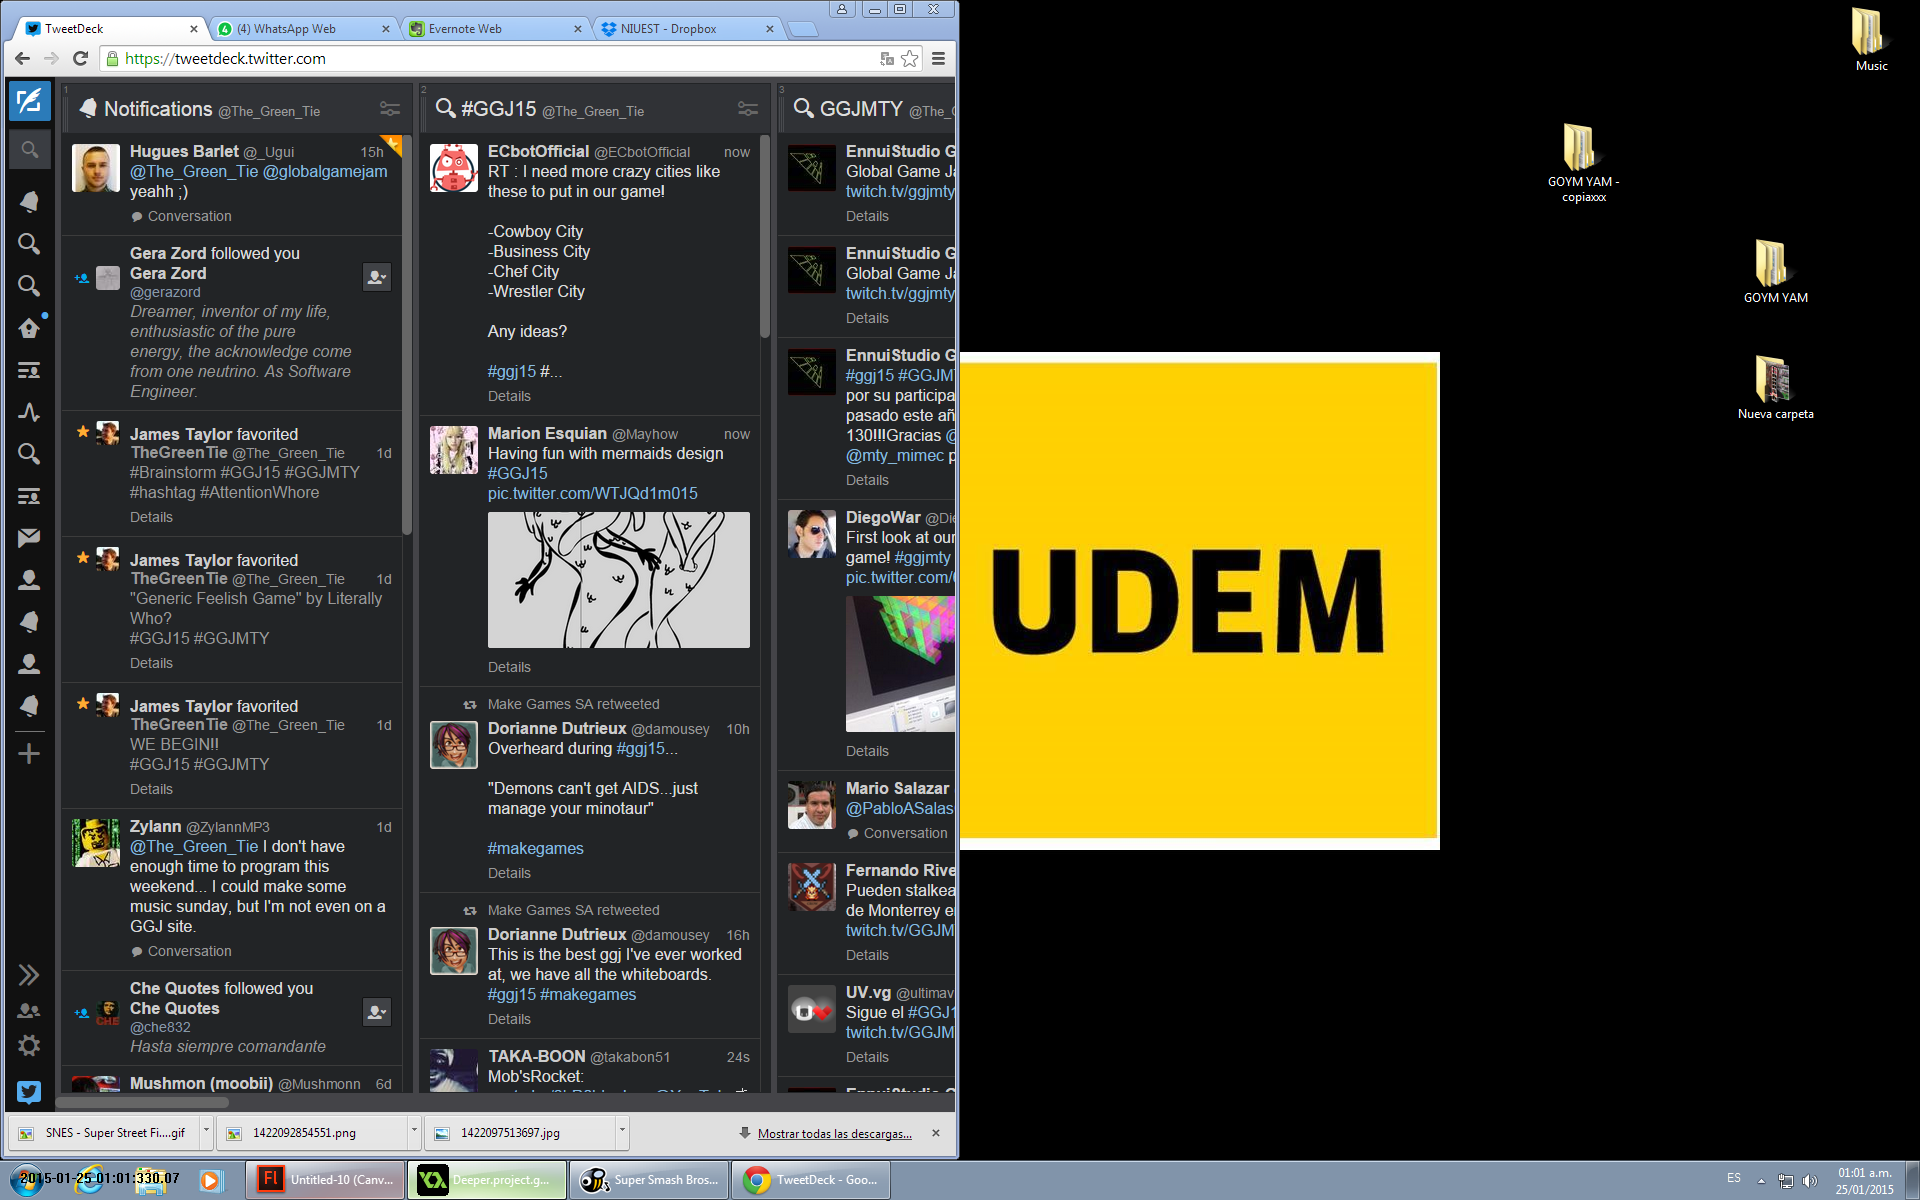 TweetDeck
(4) WhatsApp Web
Evernote Web
NIUEST - Dropbox
https://tweetdeck.twitter.com
1
Notifications @The_Green_Tie
Hugues Barlet @_Ugui 15h
@The_Green_Tie @globalgamejam
yeahh ;)
Conversation
Gera Zord followed you
Gera Zord
@gerazord
Dreamer, inventor of my life,
enthusiastic of the pure
energy, the acknowledge come
from one neutrino. As Software
Engineer.
James Taylor favorited
TheGreenTie @The_Green_Tie 1d
#Brainstorm #GGJ15 #GGJMTY
#hashtag #AttentionWhore
Details
James Taylor favorited
TheGreenTie @The_Green_Tie 1d
"Generic Feelish Game" by Literally
Who?
#GGJ15 #GGJMTY
Details
James Taylor favorited
TheGreenTie @The_Green_Tie 1d
WE BEGIN!!
#GGJ15 #GGJMTY
Details
Zylann @ZylannMP3 1d
@The_Green_Tie I don't have
enough time to program this
weekend... I could make some
music sunday, but I'm not even on a
GGJ site.
Conversation
Che Quotes followed you
Che Quotes
@che832
Hasta siempre comandante
CHE
Mushmon (moobii) @Mushmonn 6d
2
#GGJ15 @The_Green_Tie
ECbotOfficial @ECbotOfficial now
RT : I need more crazy cities like
these to put in our game!
-Cowboy City
-Business City
-Chef City
-Wrestler City
Any ideas?
#ggj15 #...
Details
Marion Esquian @Mayhow now
Having fun with mermaids design
#GGJ15
pic.twitter.com/WTJQd1m015
Details
Make Games SA retweeted
Dorianne Dutrieux @damousey 10h
Overheard during #ggj15...
"Demons can't get AIDS...just
manage your minotaur"
#makegames
Details
Make Games SA retweeted
Dorianne Dutrieux @damousey 16h
This is the best ggj I've ever worked
at, we have all the whiteboards.
#ggj15 #makegames
Details
TAKA-BOON @takabon51 24s
Mob'sRocket:
3
GGJMTY @The_G
EnnuiStudio G
Global Game Ja
twitch.tv/ggjmty
Details
EnnuiStudio G
Global Game Ja
twitch.tv/ggjmty
Details
EnnuiStudio G
#ggj15 #GGJM
por su participa
pasado este añ
130!!!Gracias @
@mty_mimec p
Details
DiegoWar @Die
First look at our
game! #ggjmty
pic.twitter.com/
Details
Mario Salazar
@PabloASalas
Conversation
Fernando Rive
Pueden stalkea
de Monterrey e
twitch.tv/GGJM
Details
UV.vg @ultimav
Sigue el #GGJ1
twitch.tv/GGJM
Details
SNES - Super Street Fi....gif
1422092854551.png
1422097513697.jpg
Mostrar todas las descargas...
UDEM
Music
GOYM YAM -
copiaxxx
GOYM YAM
Nueva carpeta
2015-01-25 01:01:330.07
Untitled-10 (Canv...
Deeper.project.g...
Super Smash Bros...
TweetDeck - Goo...
ES
01:01 a.m.
25/01/2015